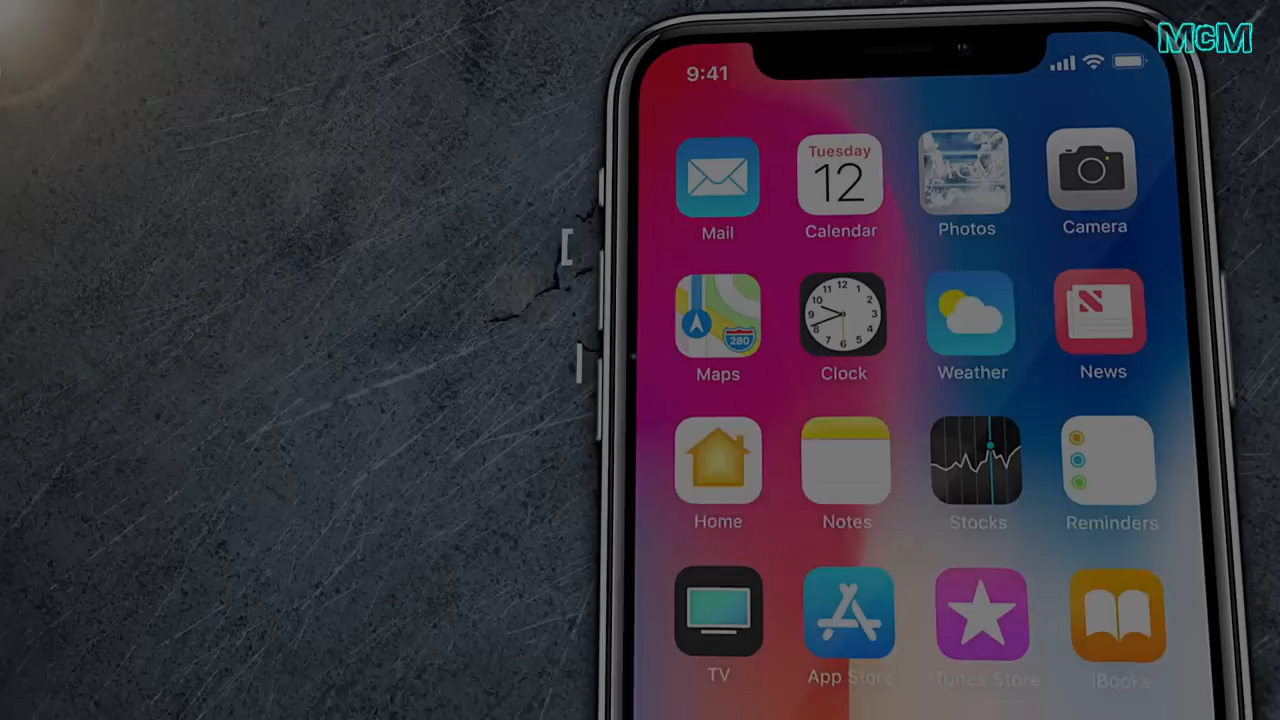 McM
9:41
Tuesday
12
Mail
Calendar
Photos
Camera
280
Maps
Clock
Weather
News
Home
Notes
Stocks
Reminders
TV
App Store
iTunes Store
iBooks